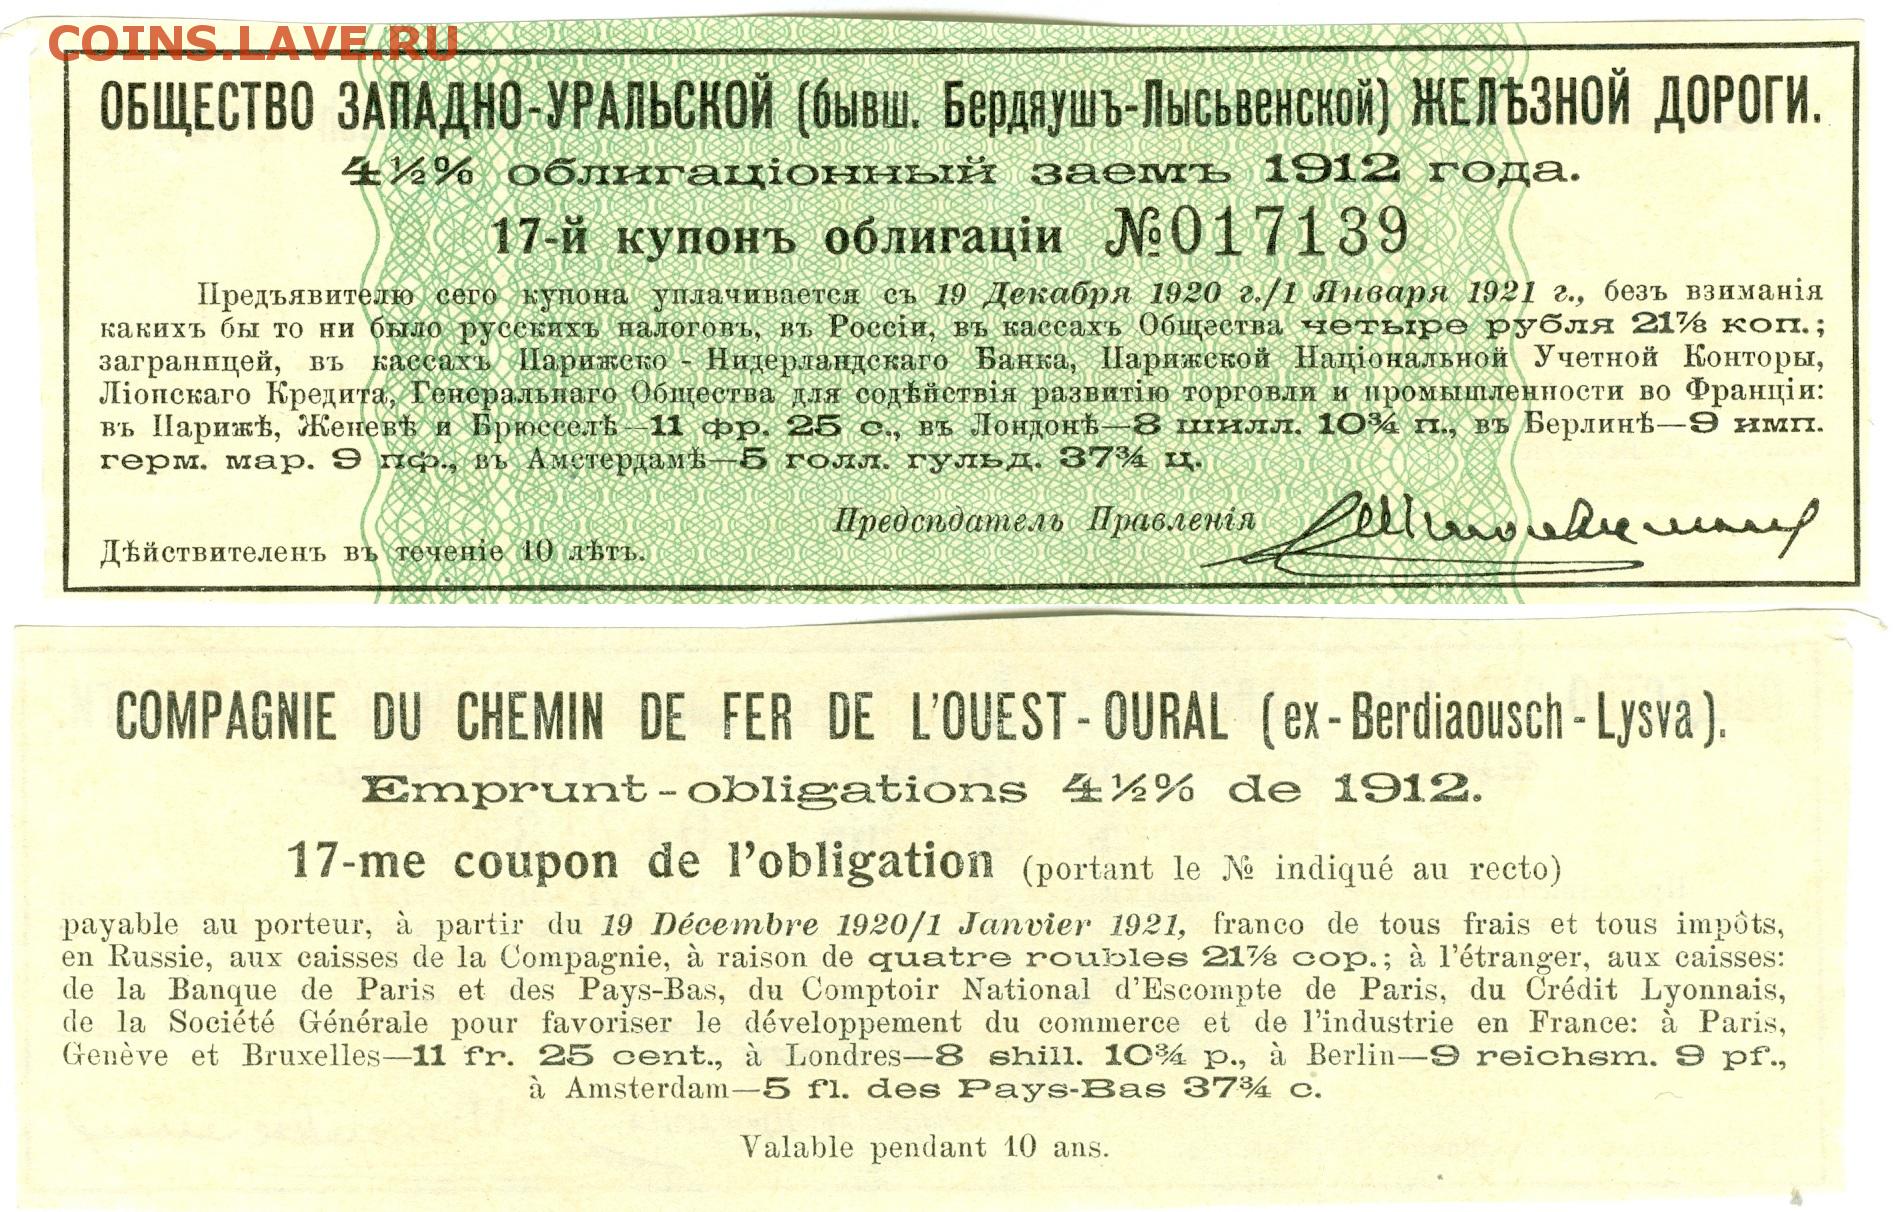 COINS.LAVE.RU
ОБЩЕСТВО ЗАПАДНО-УРАЛЬСКОЙ (бывш. Бердяушъ-Лысьвенской) ЖЕЛѢЗНОЙ ДОРОГИ.
4½% облигаціонный заемъ 1912 года.
17-й купонъ облигаціи №017139
Предъявителю сего купона уплачивается съ 19 Декабря 1920 г./1 Января 1921 г., безъ взиманія
какихъ бы то ни было русскихъ налоговъ, въ Россіи, въ кассахъ Общества четыре рубля 21⅞ коп.;
заграницей, въ кассахъ Парижско - Нидерландскаго Банка, Парижской Національной Учетной Конторы,
Ліонскаго Кредита, Генеральнаго Общества для содѣйствія развитію торговли и промышленности во Франціи:
въ Парижѣ, Женевѣ и Брюсселѣ—11 фр. 25 с., въ Лондонѣ—8 шилл. 10¾ п., въ Берлинѣ—9 имп.
герм. мар. 9 пф., въ Амстердамѣ—5 голл. гульд. 37¾ ц.
Предсѣдатель Правленія
Дѣйствителенъ въ теченіе 10 лѣтъ.
COMPAGNIE DU CHEMIN DE FER DE L'OUEST - OURAL (ex - Berdiaousch - Lysva).
Emprunt - obligations 4½% de 1912.
17-me coupon de l'obligation (portant le № indiqué au recto)
payable au porteur, à partir du 19 Décembre 1920/1 Janvier 1921, franco de tous frais et tous impôts,
en Russie, aux caisses de la Compagnie, à raison de quatre roubles 21⅞ cop.; à l'étranger, aux caisses:
de la Banque de Paris et des Pays-Bas, du Comptoir National d'Escompte de Paris, du Crédit Lyonnais,
de la Société Générale pour favoriser le développement du commerce et de l'industrie en France: à Paris,
Genève et Bruxelles—11 fr. 25 cent., à Londres—8 shill. 10¾ p., à Berlin—9 reichsm. 9 pf.,
à Amsterdam—5 fl. des Pays-Bas 37¾ c.
Valable pendant 10 ans.